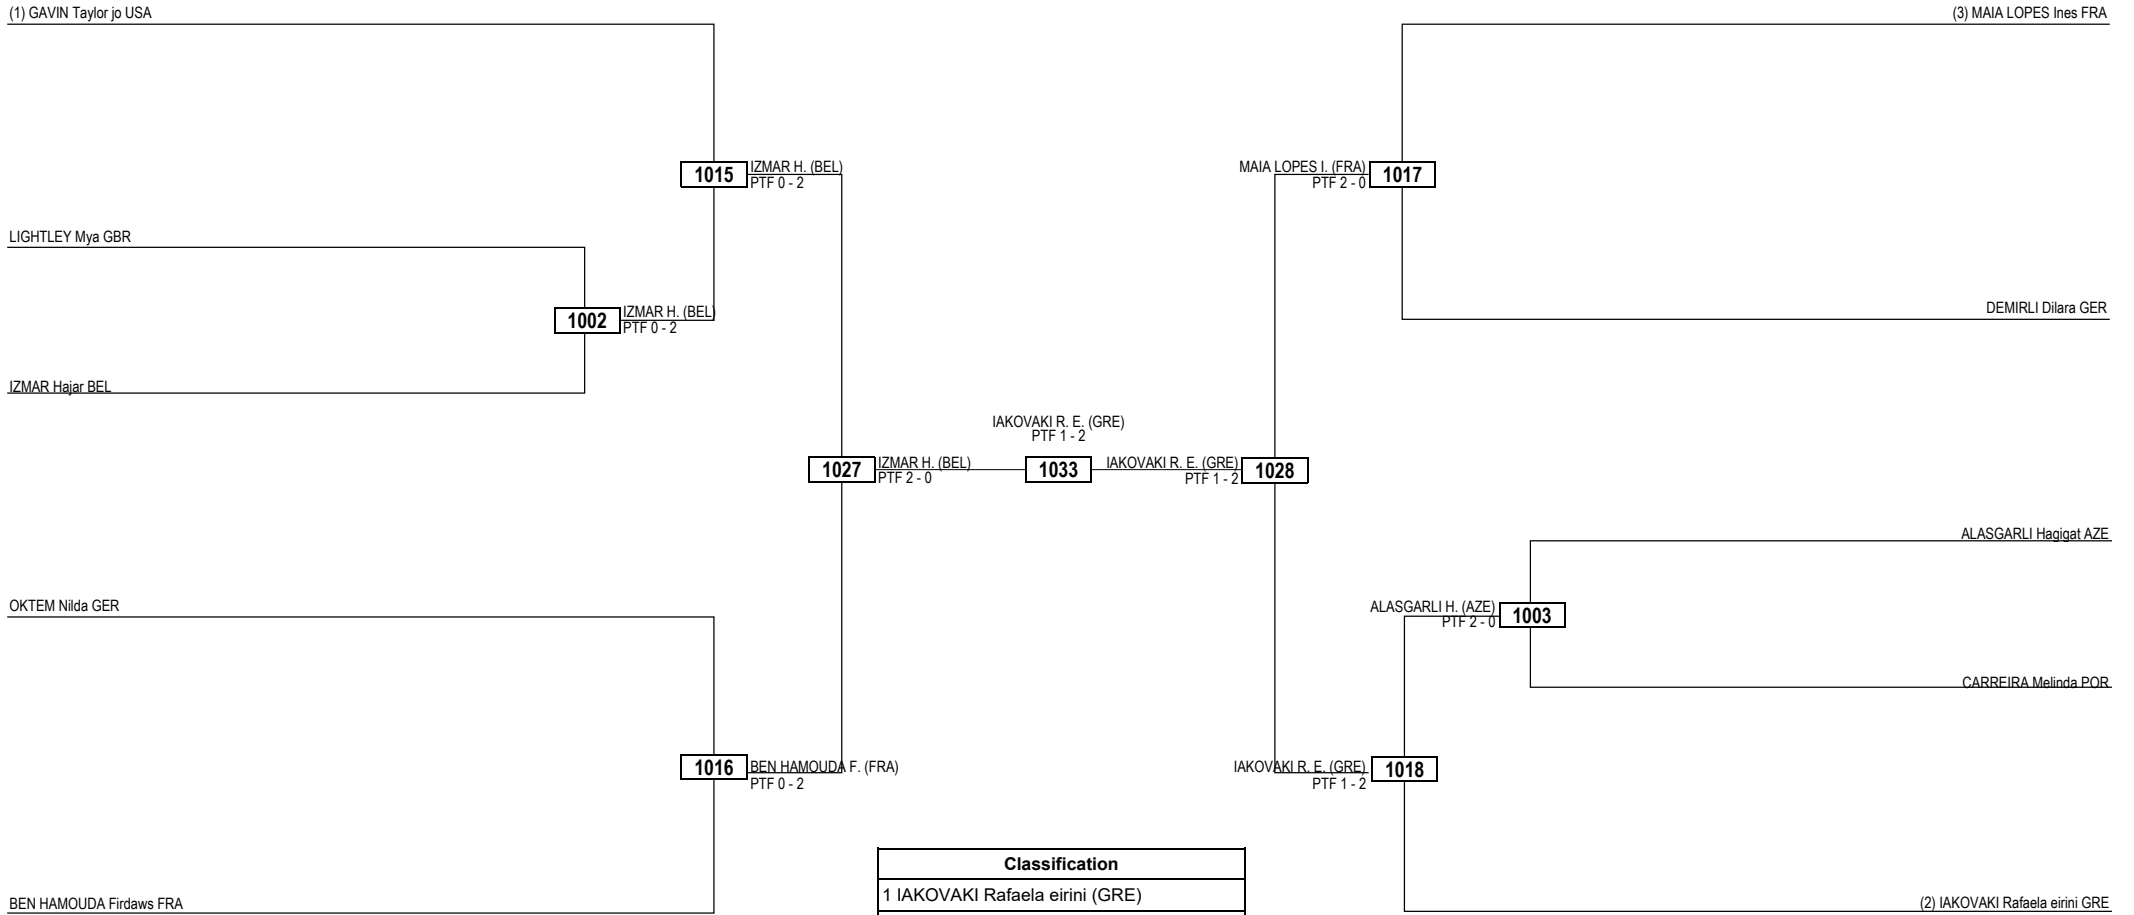 (1) GAVIN Taylor jo USA
(3) MAIA LOPES Ines FRA
1015
IZMAR H. (BEL)
PTF 0 - 2
MAIA LOPES I. (FRA)
PTF 2 - 0
1017
LIGHTLEY Mya GBR
1002
IZMAR H. (BEL)
PTF 0 - 2
DEMIRLI Dilara GER
IZMAR Hajar BEL
IAKOVAKI R. E. (GRE)
PTF 1 - 2
1027
IZMAR H. (BEL)
PTF 2 - 0
1033
IAKOVAKI R. E. (GRE)
PTF 1 - 2
1028
ALASGARLI Hagigat AZE
OKTEM Nilda GER
ALASGARLI H. (AZE)
PTF 2 - 0
1003
CARREIRA Melinda POR
1016
BEN HAMOUDA F. (FRA)
PTF 0 - 2
IAKOVAKI R. E. (GRE)
PTF 1 - 2
1018
Classification
1 IAKOVAKI Rafaela eirini (GRE)
BEN HAMOUDA Firdaws FRA
(2) IAKOVAKI Rafaela eirini GRE